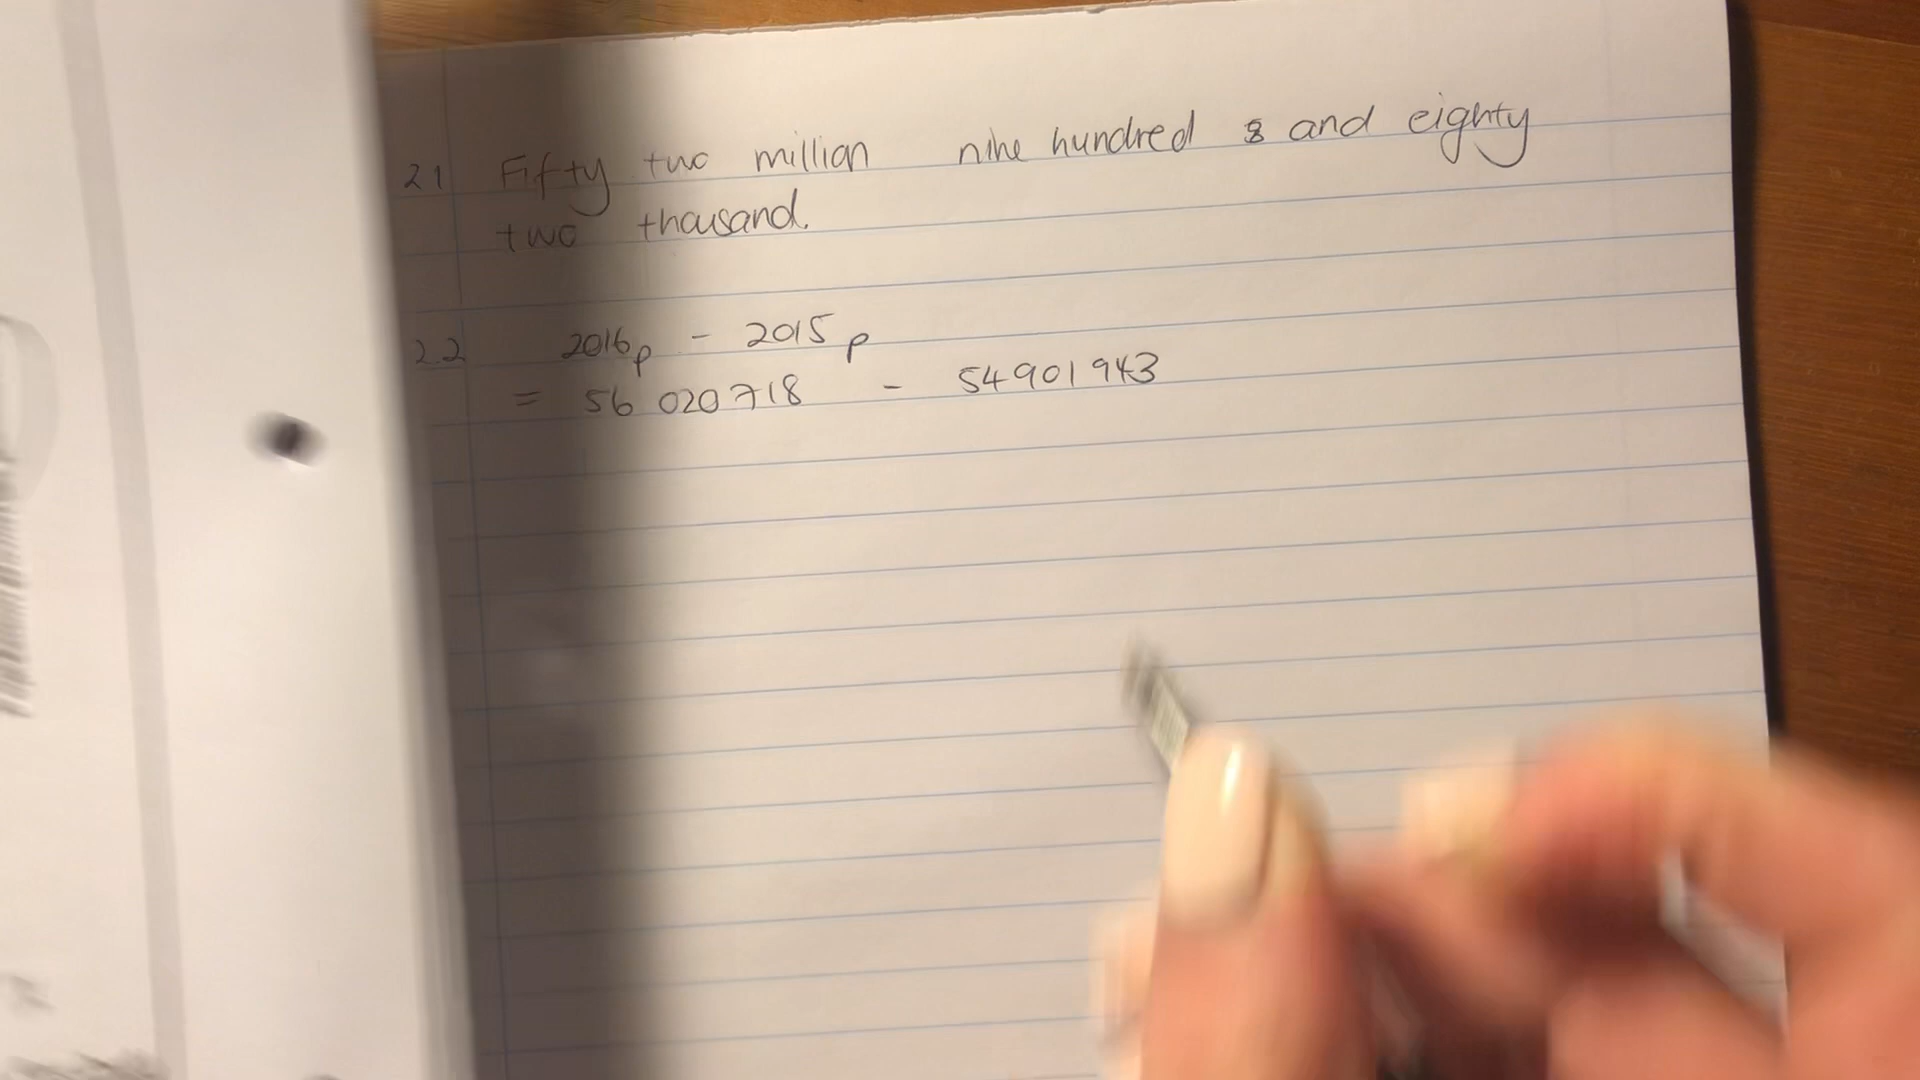 2.1 Fifty two million nine hundred 8 and eighty
two thousand.
2.2 2016p - 2015p
= 56 020 718 - 54 901 943